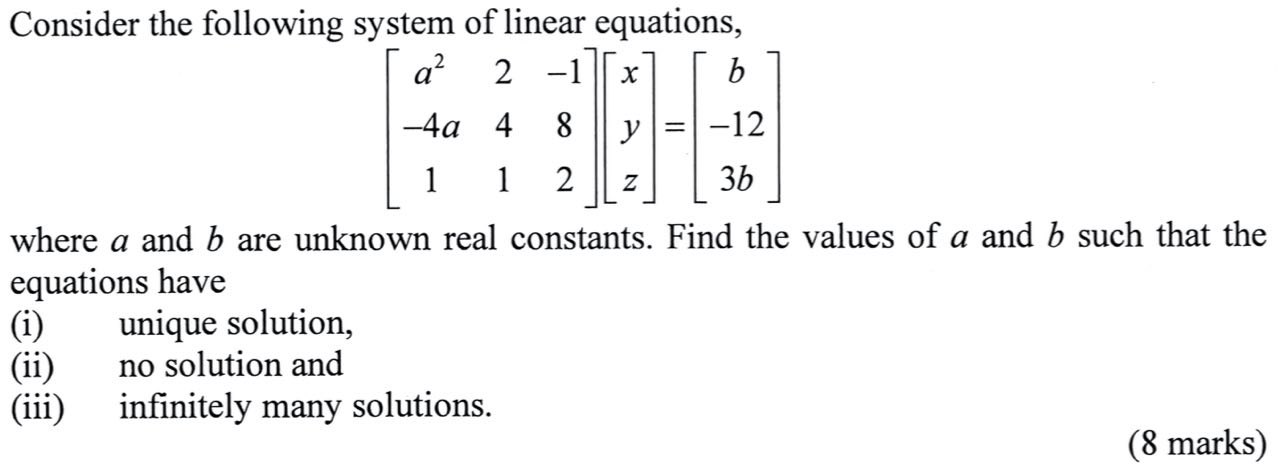 Consider the following system of linear equations,
[ a² 2 –1 ] [ x ] [ b ]
[ –4a 4 8 ] [ y ] = [ –12 ]
[ 1 1 2 ] [ z ] [ 3b ]
where a and b are unknown real constants. Find the values of a and b such that the
equations have
(i) unique solution,
(ii) no solution and
(iii) infinitely many solutions.
(8 marks)